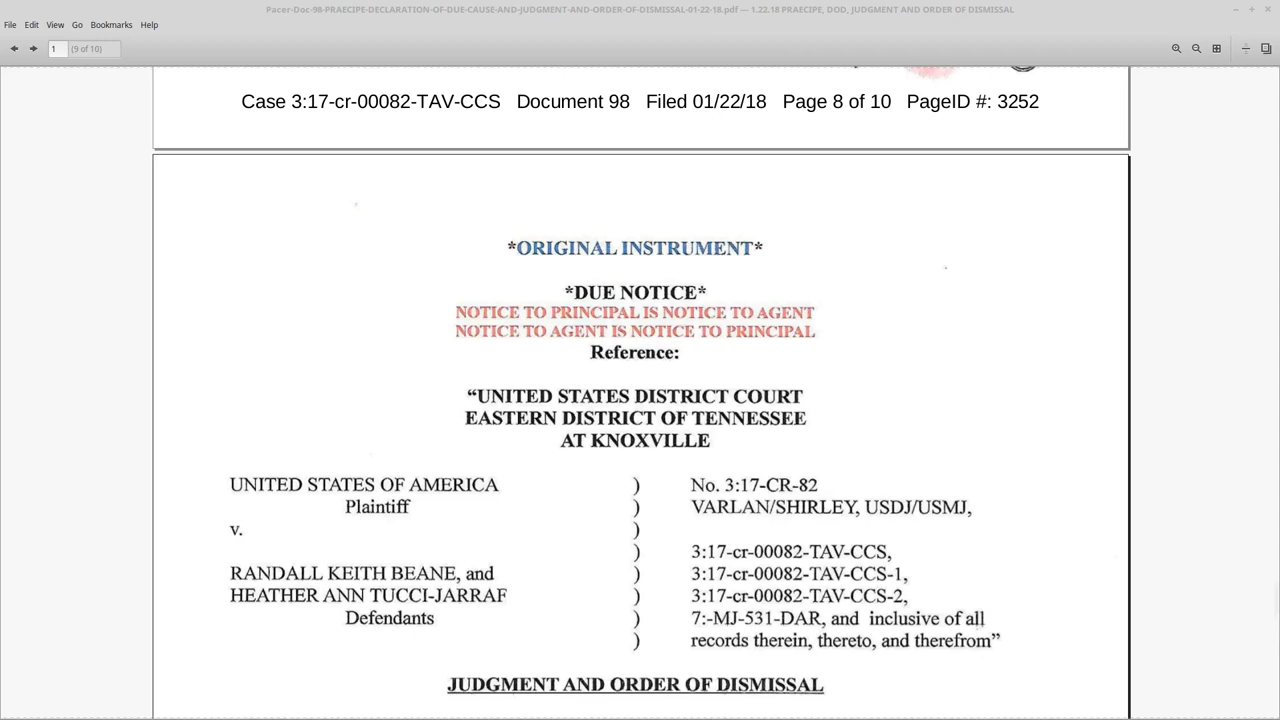 Pacer-Doc-98-PRAECIPE-DECLARATION-OF-DUE-CAUSE-AND-JUDGMENT-AND-ORDER-OF-DISMISSAL-01-22-18.pdf — 1.22.18 PRAECIPE, DOD, JUDGMENT AND ORDER OF DISMISSAL
File Edit View Go Bookmarks Help
1 (9 of 10)
Case 3:17-cr-00082-TAV-CCS Document 98 Filed 01/22/18 Page 8 of 10 PageID #: 3252
*ORIGINAL INSTRUMENT*
*DUE NOTICE*
NOTICE TO PRINCIPAL IS NOTICE TO AGENT
NOTICE TO AGENT IS NOTICE TO PRINCIPAL
Reference:
“UNITED STATES DISTRICT COURT
EASTERN DISTRICT OF TENNESSEE
AT KNOXVILLE
UNITED STATES OF AMERICA ) No. 3:17-CR-82
Plaintiff ) VARLAN/SHIRLEY, USDJ/USMJ,
v. )
) 3:17-cr-00082-TAV-CCS,
RANDALL KEITH BEANE, and ) 3:17-cr-00082-TAV-CCS-1,
HEATHER ANN TUCCI-JARRAF ) 3:17-cr-00082-TAV-CCS-2,
Defendants ) 7:-MJ-531-DAR, and inclusive of all
) records therein, thereto, and therefrom”
JUDGMENT AND ORDER OF DISMISSAL